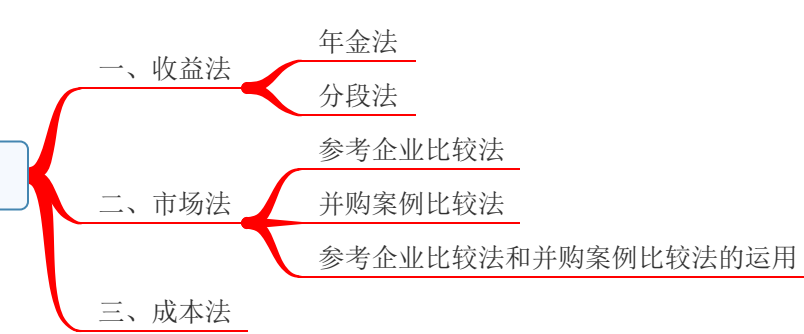 一、收益法
年金法
分段法
二、市场法
参考企业比较法
并购案例比较法
参考企业比较法和并购案例比较法的运用
三、成本法